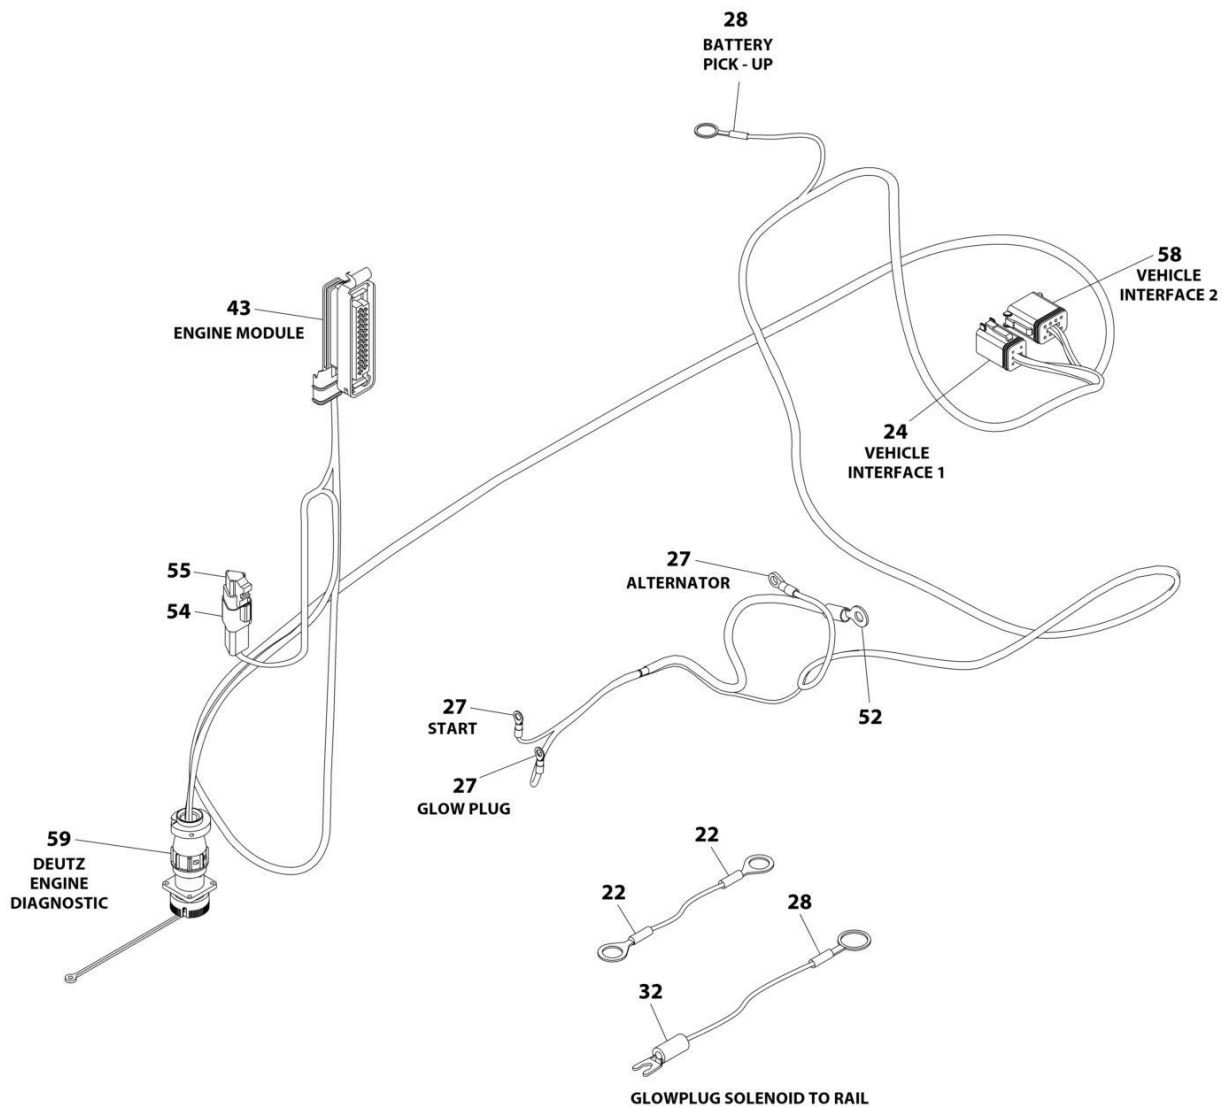 28
BATTERY
PICK - UP
58
VEHICLE
INTERFACE 2
43
ENGINE MODULE
24
VEHICLE
INTERFACE 1
55
54
27
ALTERNATOR
27
START
52
27
GLOW PLUG
59
DEUTZ
ENGINE
DIAGNOSTIC
22
22
28
32
GLOWPLUG SOLENOID TO RAIL